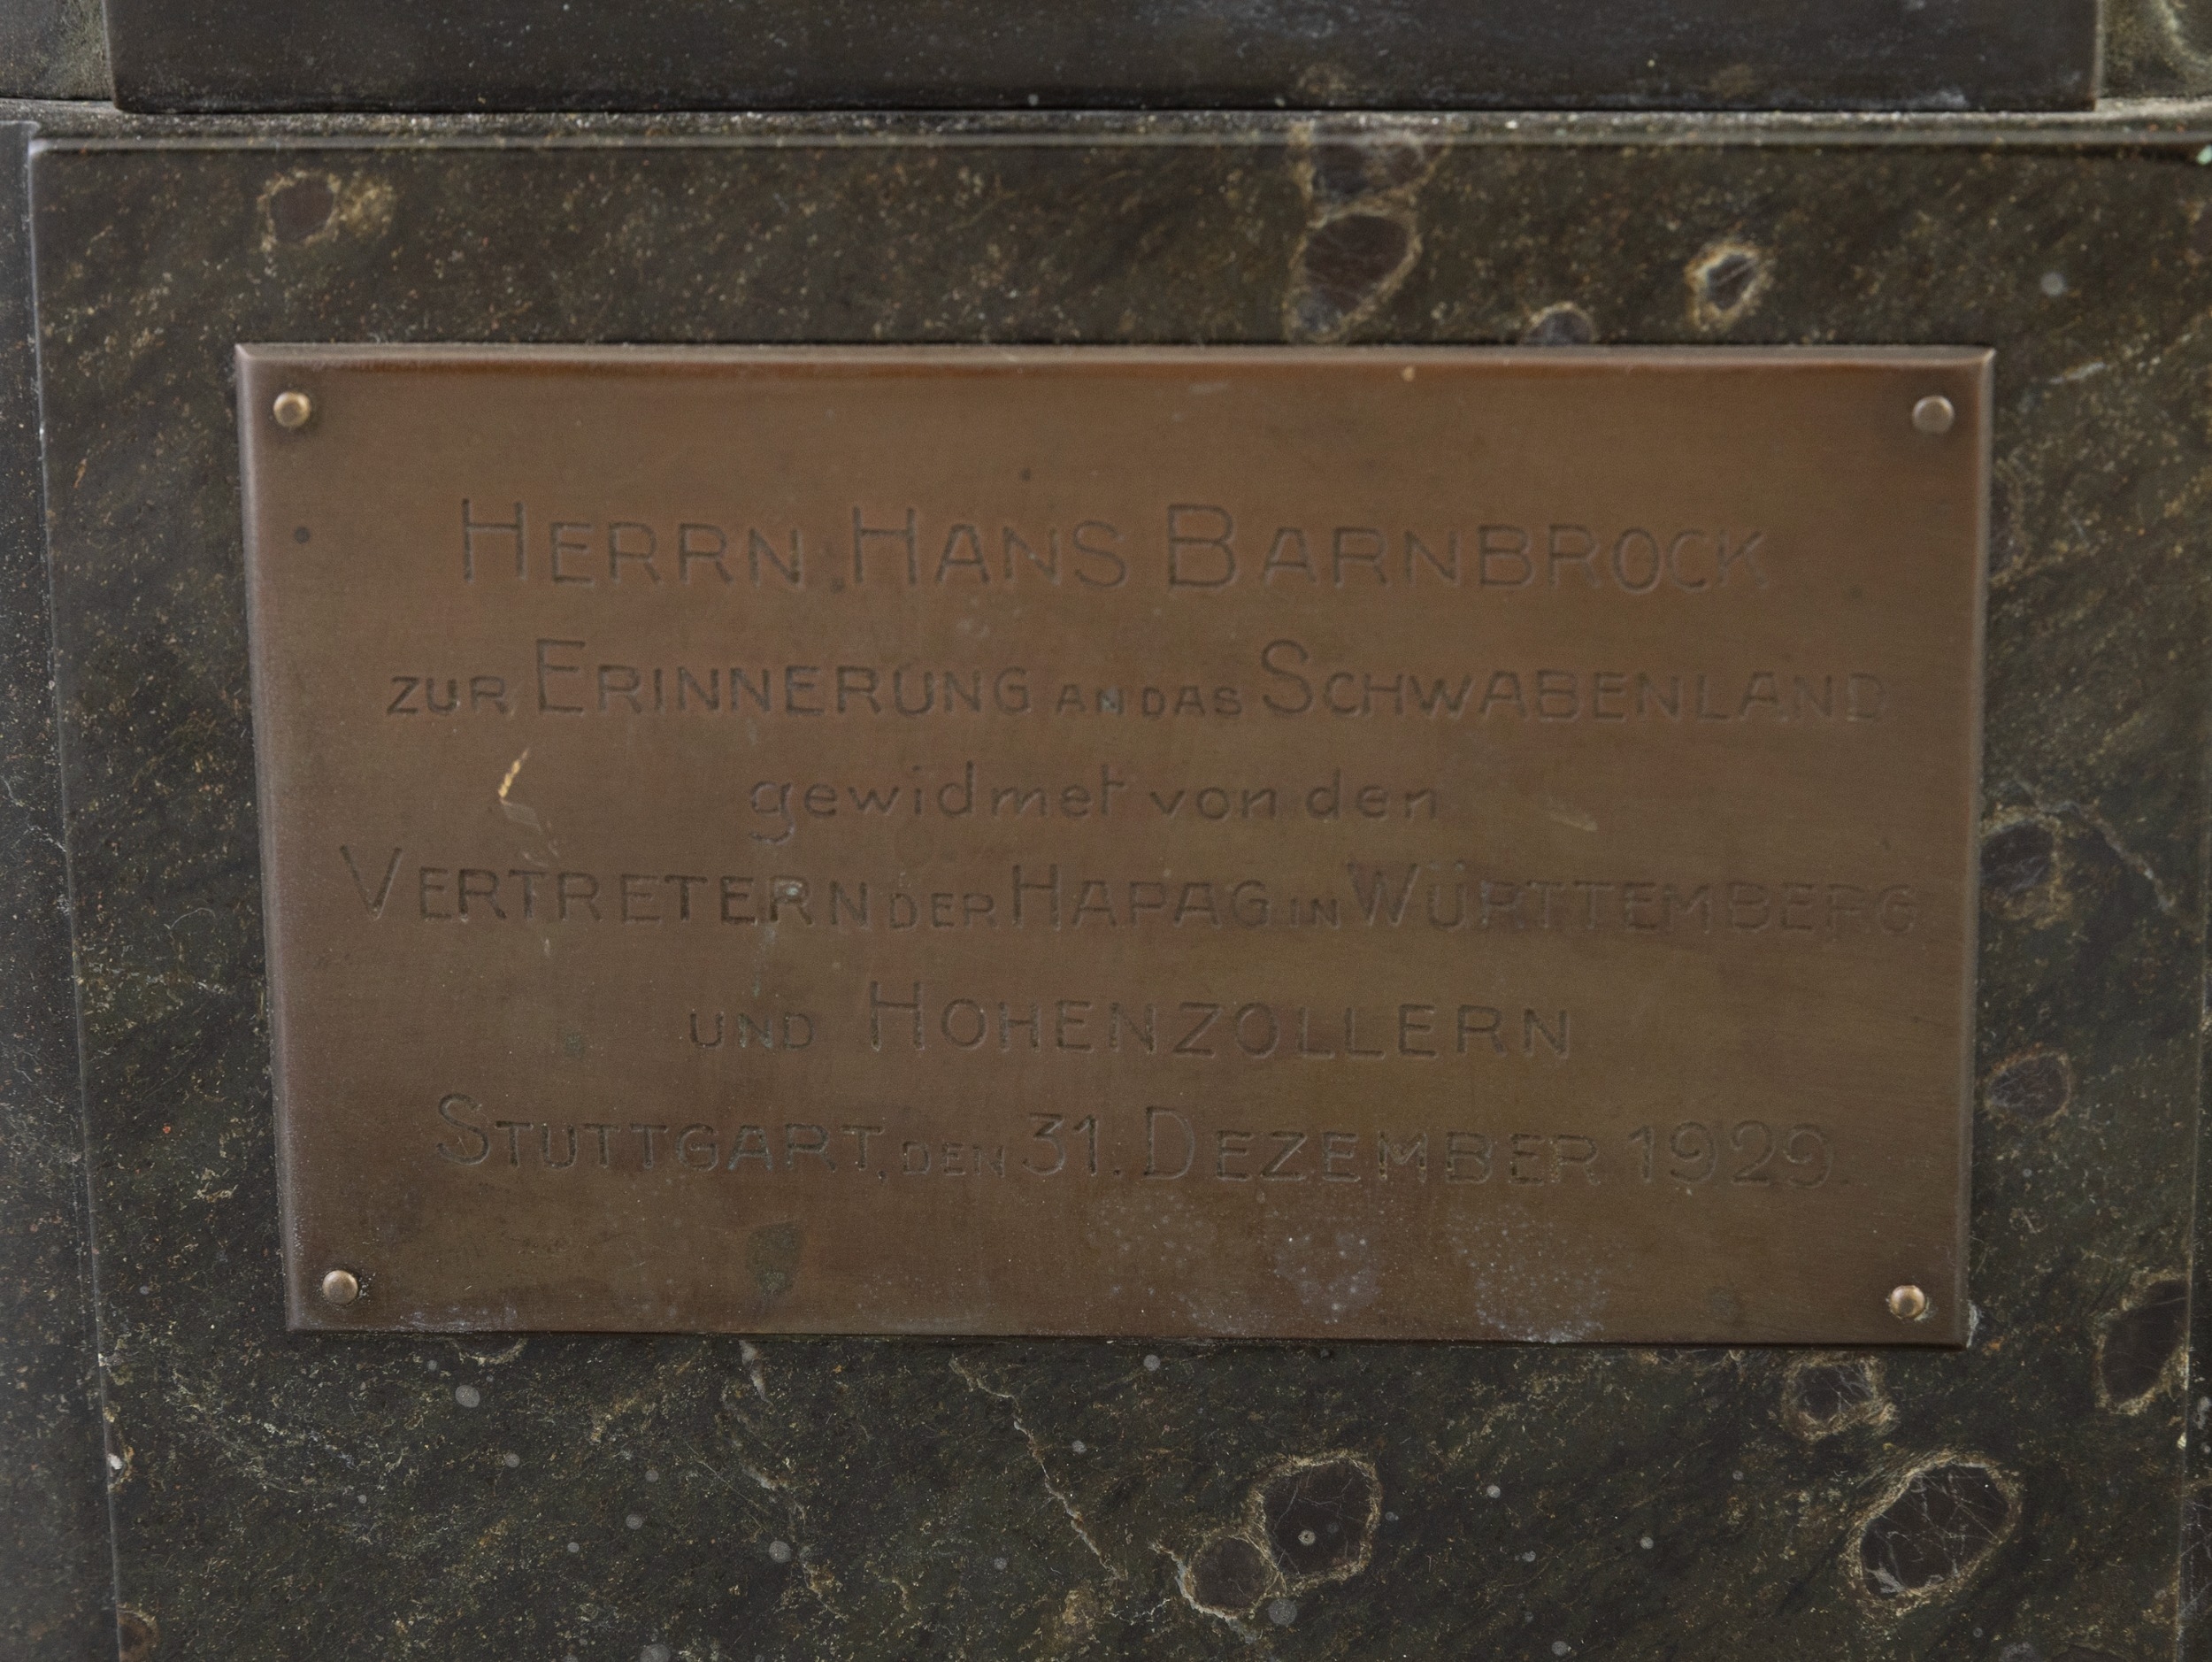 HERRN HANS BARNBROCK
ZUR ERINNERUNG AN DAS SCHWABENLAND
gewidmet von den
VERTRETERN DER HAPAG IN WÜRTTEMBERG
UND HOHENZOLLERN
STUTTGART, DEN 31. DEZEMBER 1929.